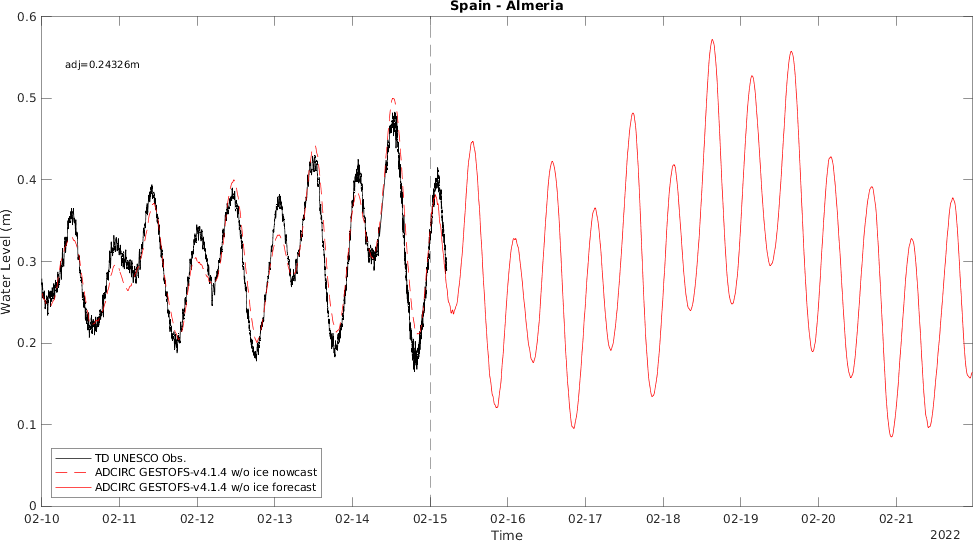 Spain - Almeria
adj=0.24326m
Water Level (m)
0.6
0.5
0.4
0.3
0.2
0.1
0
TD UNESCO Obs.
ADCIRC GESTOFS-v4.1.4 w/o ice nowcast
ADCIRC GESTOFS-v4.1.4 w/o ice forecast
02-10 02-11 02-12 02-13 02-14 02-15 02-16 02-17 02-18 02-19 02-20 02-21
Time
2022